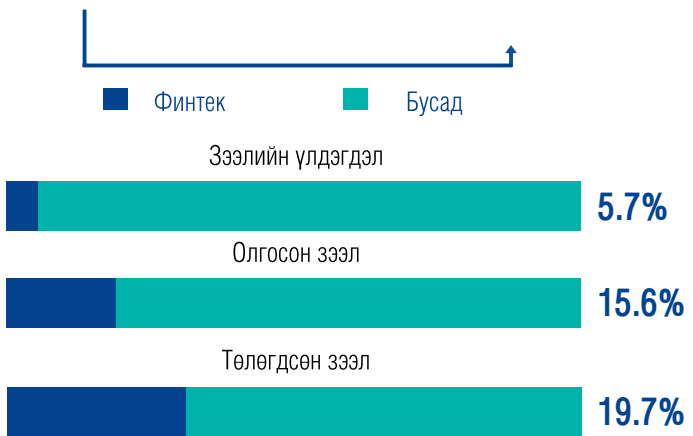 Финтек
Бусад
Зээлийн үлдэгдэл
5.7%
Олгосон зээл
15.6%
Төлөгдсөн зээл
19.7%